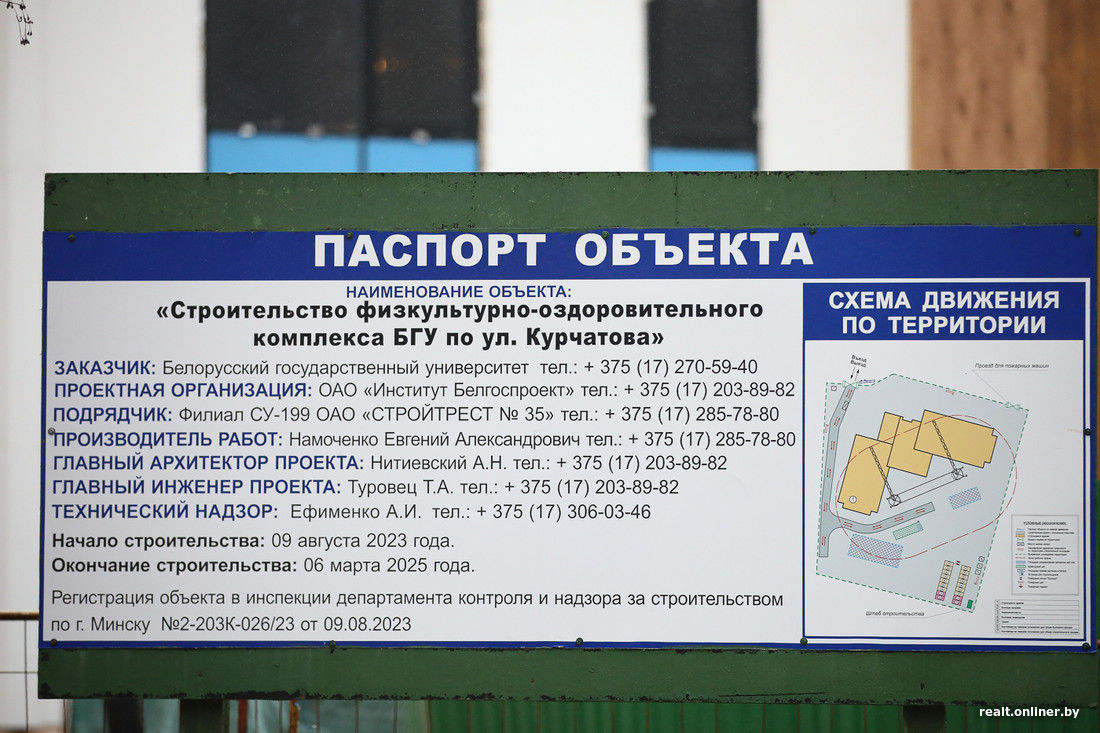 ПАСПОРТ ОБЪЕКТА
НАИМЕНОВАНИЕ ОБЪЕКТА:
«Строительство физкультурно-оздоровительного
комплекса БГУ по ул. Курчатова»
ЗАКАЗЧИК: Белорусский государственный университет тел.: + 375 (17) 270-59-40
ПРОЕКТНАЯ ОРГАНИЗАЦИЯ: ОАО «Институт Белгоспроект» тел.: + 375 (17) 203-89-82
ПОДРЯДЧИК: Филиал СУ-199 ОАО «СТРОЙТРЕСТ № 35» тел.: + 375 (17) 285-78-80
ПРОИЗВОДИТЕЛЬ РАБОТ: Намоченко Евгений Александрович тел.: + 375 (17) 285-78-80
ГЛАВНЫЙ АРХИТЕКТОР ПРОЕКТА: Нитиевский А.Н. тел.: + 375 (17) 203-89-82
ГЛАВНЫЙ ИНЖЕНЕР ПРОЕКТА: Туровец Т.А. тел.: + 375 (17) 203-89-82
ТЕХНИЧЕСКИЙ НАДЗОР: Ефименко А.И. тел.: + 375 (17) 306-03-46
Начало строительства: 09 августа 2023 года.
Окончание строительства: 06 марта 2025 года.
Регистрация объекта в инспекции департамента контроля и надзора за строительством
по г. Минску №2-203К-026/23 от 09.08.2023
СХЕМА ДВИЖЕНИЯ
ПО ТЕРРИТОРИИ
Въезд
Выезд
Проезд для пожарных машин
Штаб строительства
realt.onliner.by